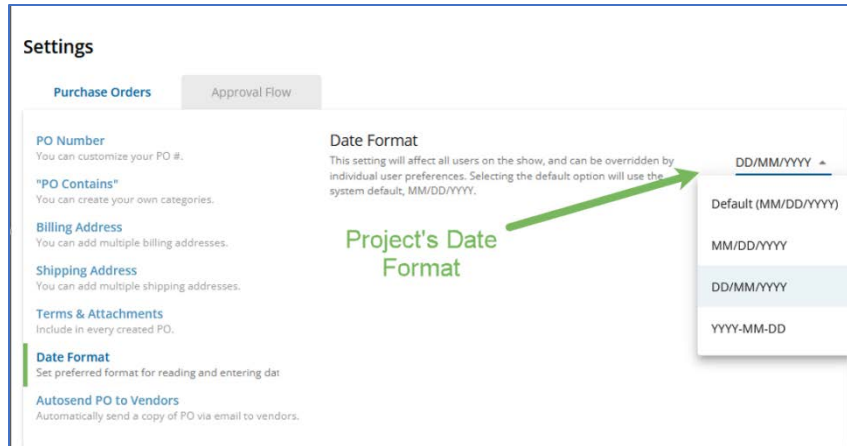 Settings
Purchase Orders
Approval Flow
PO Number
You can customize your PO #.
"PO Contains"
You can create your own categories.
Billing Address
You can add multiple billing addresses.
Shipping Address
You can add multiple shipping addresses.
Terms & Attachments
Include in every created PO.
Date Format
Set preferred format for reading and entering dat
Autosend PO to Vendors
Automatically send a copy of PO via email to vendors.
Date Format
This setting will affect all users on the show, and can be overridden by
individual user preferences. Selecting the default option will use the
system default, MM/DD/YYYY.
Project's Date
Format
DD/MM/YYYY
Default (MM/DD/YYYY)
MM/DD/YYYY
DD/MM/YYYY
YYYY-MM-DD